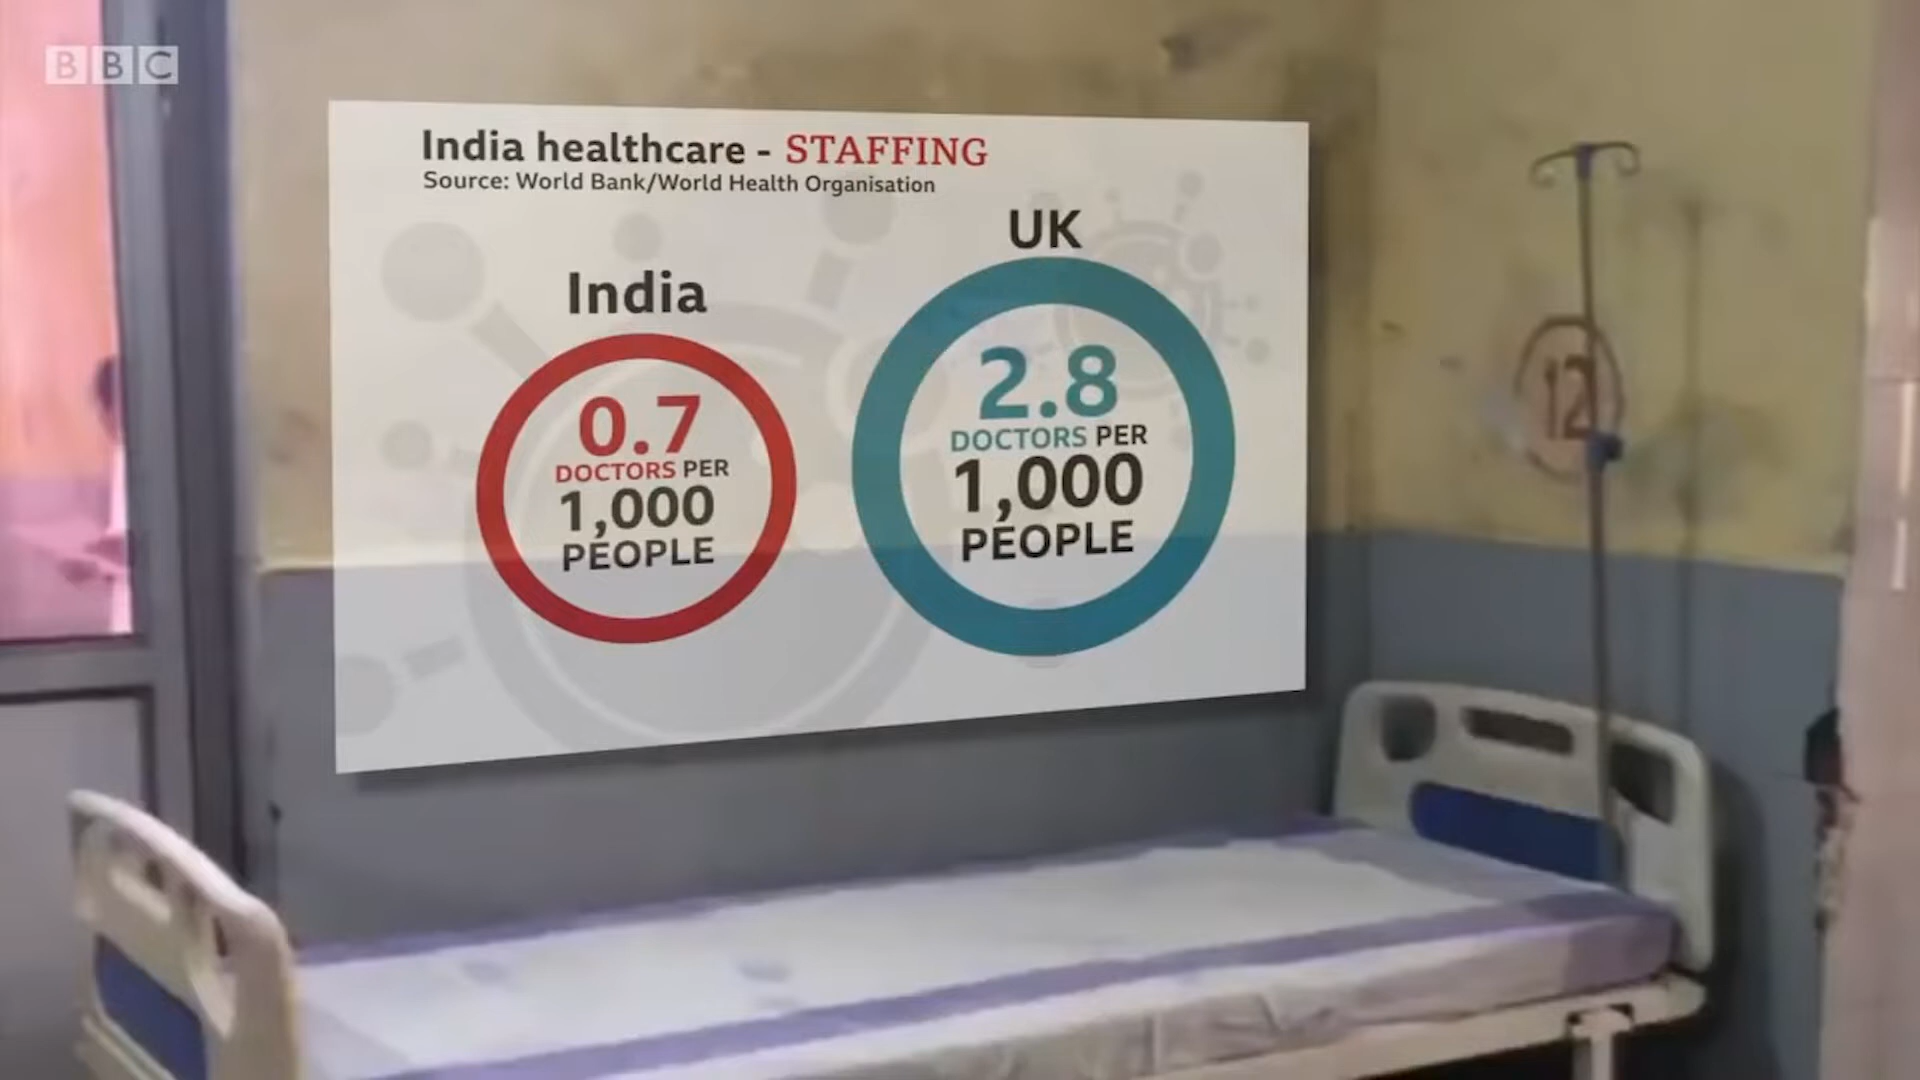 BBC
India healthcare - STAFFING
Source: World Bank/World Health Organisation
India
0.7
DOCTORS PER
1,000
PEOPLE
UK
2.8
DOCTORS PER
1,000
PEOPLE
12